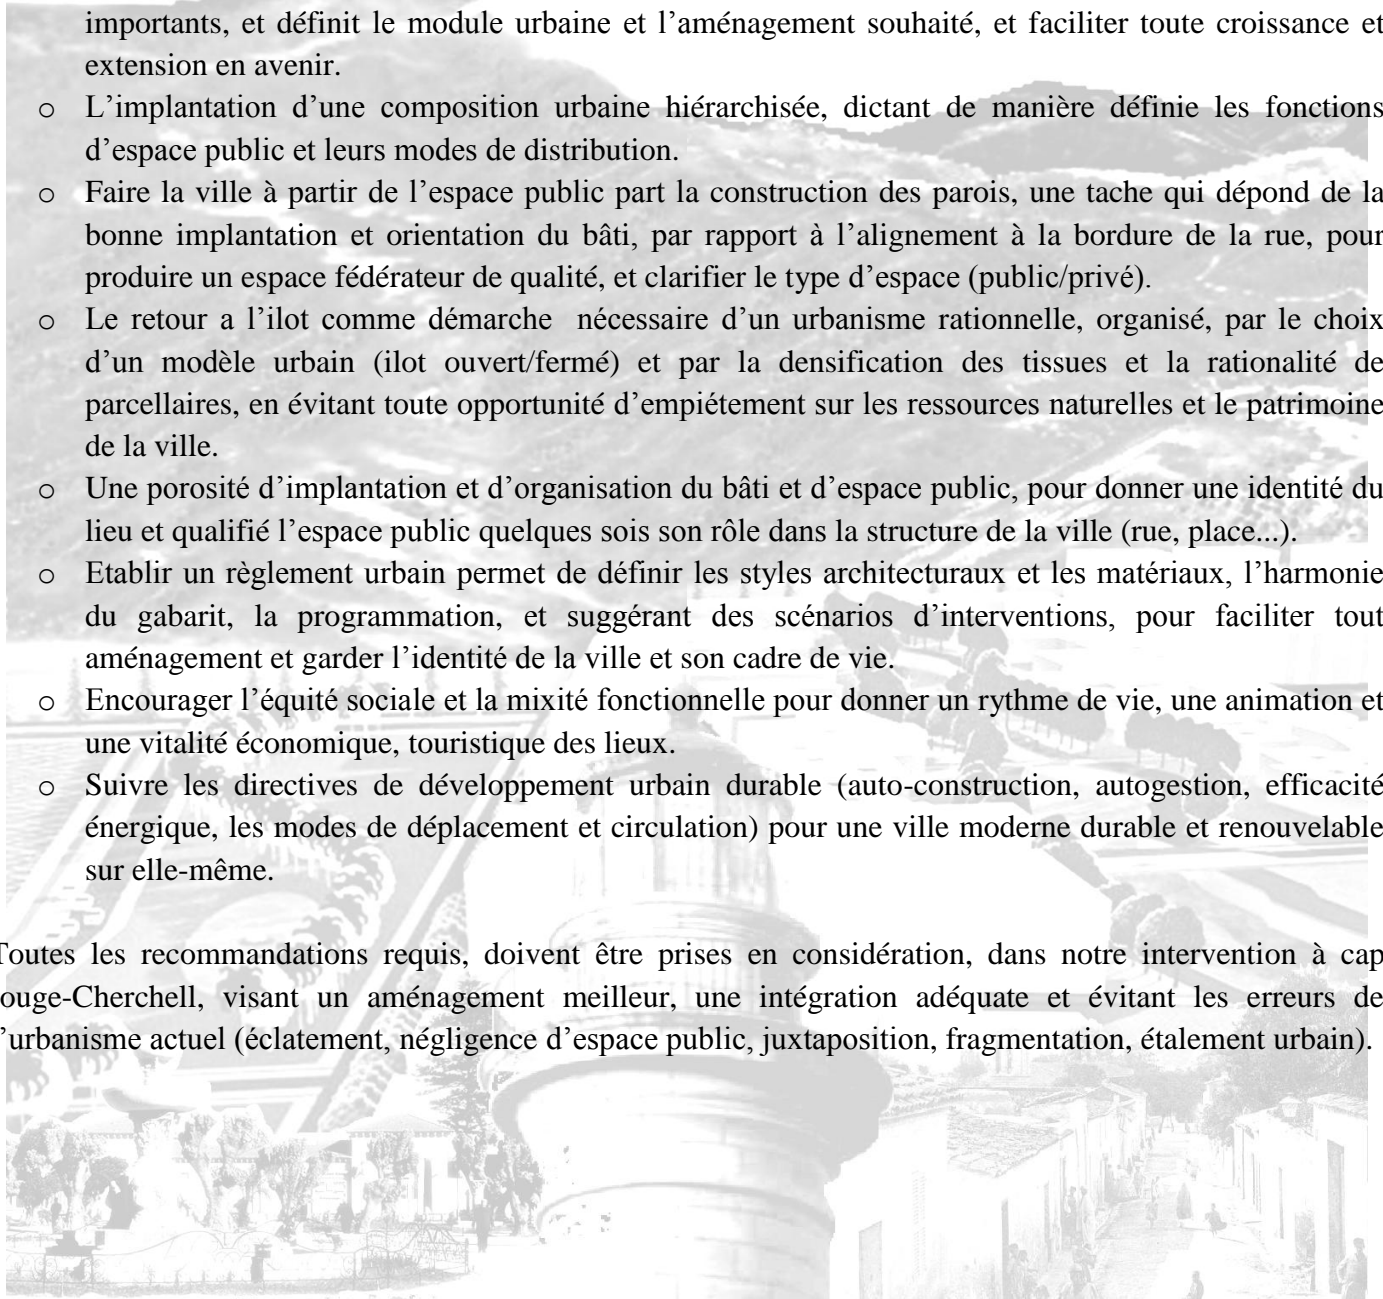 importants, et définit le module urbaine et l’aménagement souhaité, et faciliter toute croissance et
extension en avenir.
o L’implantation d’une composition urbaine hiérarchisée, dictant de manière définie les fonctions
d’espace public et leurs modes de distribution.
o Faire la ville à partir de l’espace public part la construction des parois, une tache qui dépond de la
bonne implantation et orientation du bâti, par rapport à l’alignement à la bordure de la rue, pour
produire un espace fédérateur de qualité, et clarifier le type d’espace (public/privé).
o Le retour a l’ilot comme démarche  nécessaire d’un urbanisme rationnelle, organisé, par le choix
d’un modèle urbain (ilot ouvert/fermé) et par la densification des tissues et la rationalité de
parcellaires, en évitant toute opportunité d’empiétement sur les ressources naturelles et le patrimoine
de la ville.
o Une porosité d’implantation et d’organisation du bâti et d’espace public, pour donner une identité du
lieu et qualifié l’espace public quelques sois son rôle dans la structure de la ville (rue, place...).
o Etablir un règlement urbain permet de définir les styles architecturaux et les matériaux, l’harmonie
du gabarit, la programmation, et suggérant des scénarios d’interventions, pour faciliter tout
aménagement et garder l’identité de la ville et son cadre de vie.
o Encourager l’équité sociale et la mixité fonctionnelle pour donner un rythme de vie, une animation et
une vitalité économique, touristique des lieux.
o Suivre les directives de développement urbain durable (auto-construction, autogestion, efficacité
énergique, les modes de déplacement et circulation) pour une ville moderne durable et renouvelable
sur elle-même.
Toutes les recommandations requis, doivent être prises en considération, dans notre intervention à cap
ouge-Cherchell, visant un aménagement meilleur, une intégration adéquate et évitant les erreurs de
’urbanisme actuel (éclatement, négligence d’espace public, juxtaposition, fragmentation, étalement urbain).